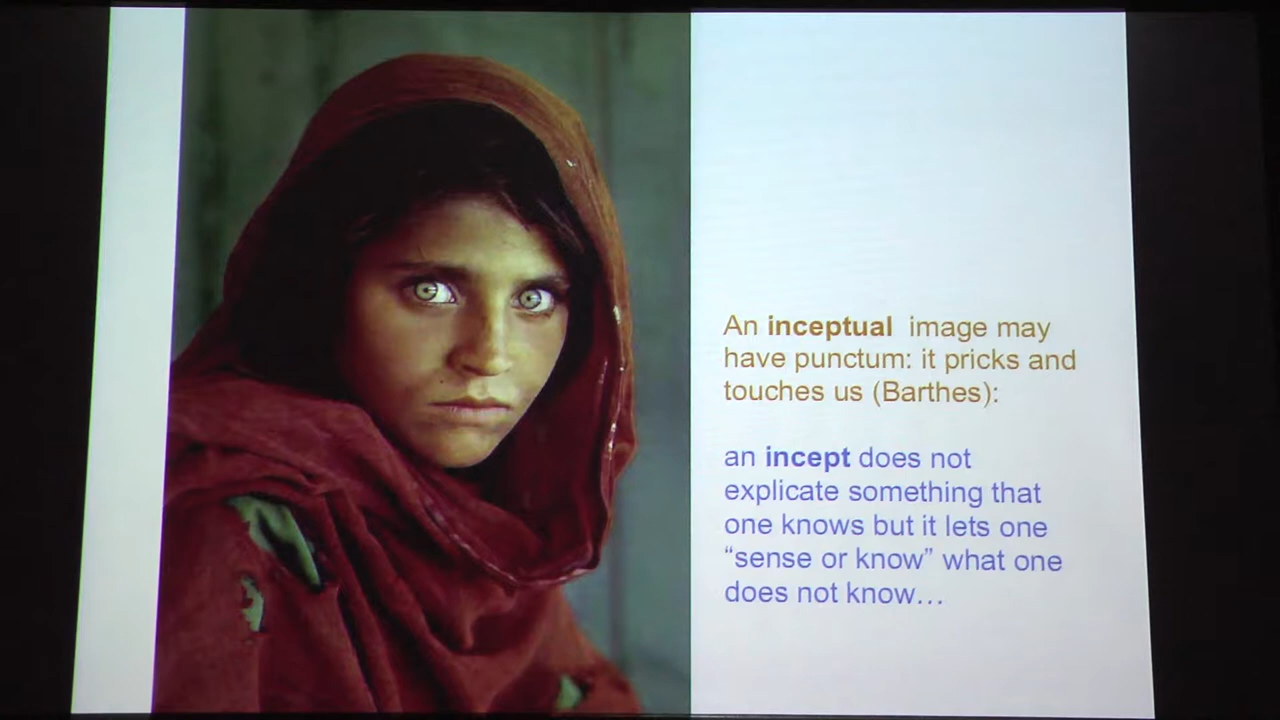 An inceptual image may
have punctum: it pricks and
touches us (Barthes):
an incept does not
explicate something that
one knows but it lets one
“sense or know” what one
does not know…